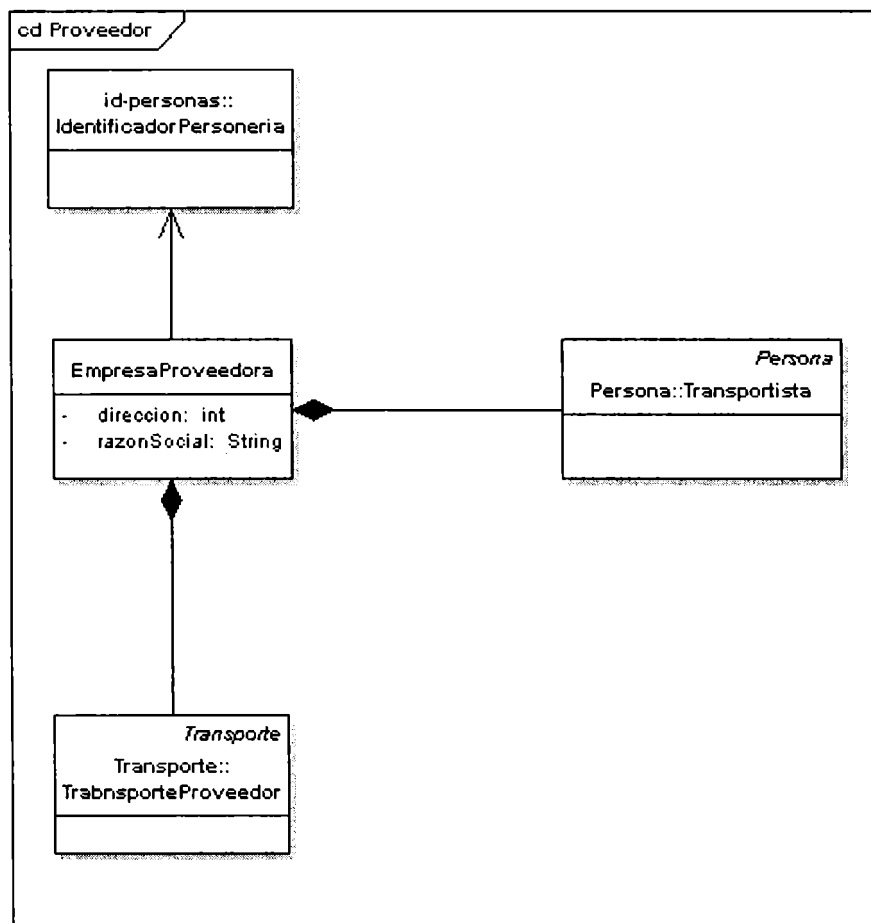 cd Proveedor
id-personas::
IdentificadorPersoneria
EmpresaProveedora
- direccion: int
- razonSocial: String
Persona
Persona::Transportista
Transporte
Transporte::
TrabnsporteProveedor